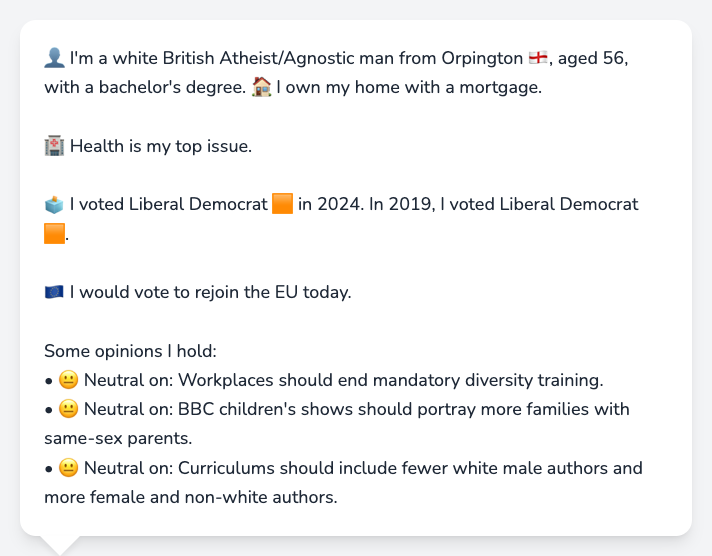 👤 I'm a white British Atheist/Agnostic man from Orpington 🏴󠁧󠁢󠁥󠁮󠁧󠁿, aged 56,
with a bachelor's degree. 🏠 I own my home with a mortgage.
🏥 Health is my top issue.
🗳️ I voted Liberal Democrat 🟧 in 2024. In 2019, I voted Liberal Democrat
🟧.
🇪🇺 I would vote to rejoin the EU today.
Some opinions I hold:
• 😐 Neutral on: Workplaces should end mandatory diversity training.
• 😐 Neutral on: BBC children's shows should portray more families with
same-sex parents.
• 😐 Neutral on: Curriculums should include fewer white male authors and
more female and non-white authors.